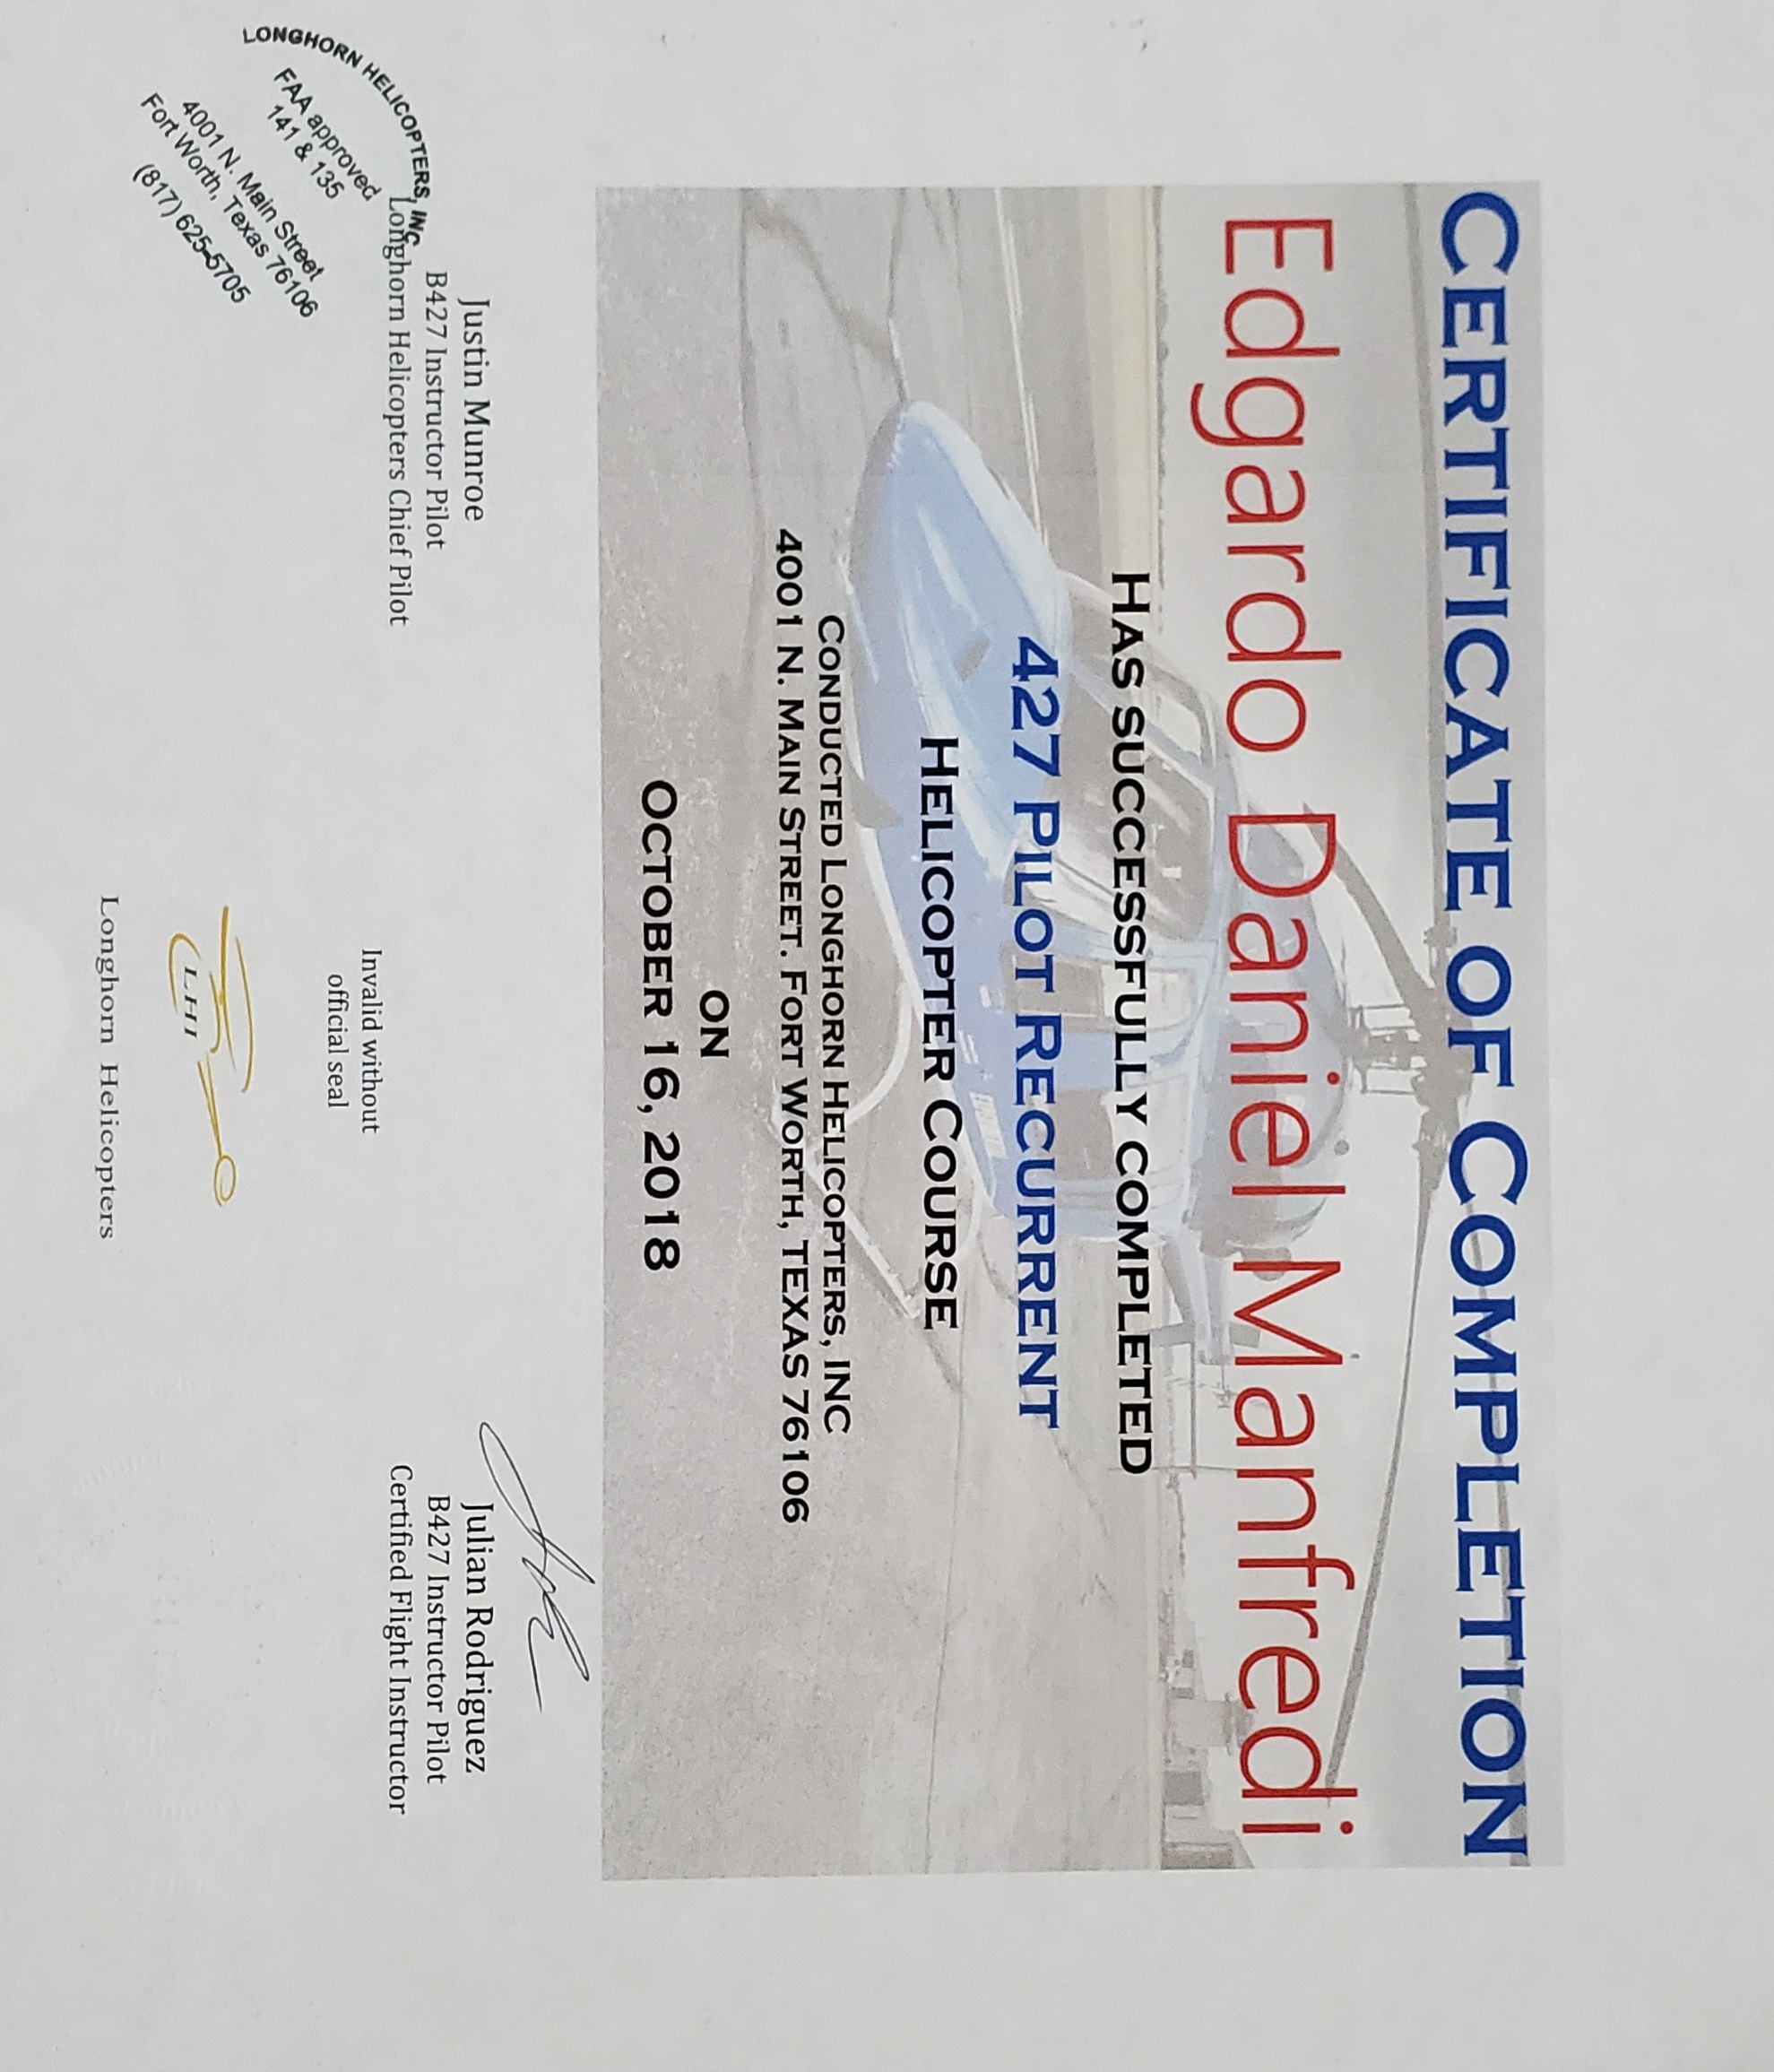 CERTIFICATE OF COMPLETION
Edgardo Daniel Manfredi
HAS SUCCESSFULLY COMPLETED
427 PILOT RECURRENT
HELICOPTER COURSE
CONDUCTED LONGHORN HELICOPTERS, INC
4001 N. MAIN STREET. FORT WORTH, TEXAS 76106
ON
OCTOBER 16, 2018
Justin Munroe
B427 Instructor Pilot
Longhorn Helicopters Chief Pilot
Julian Rodriguez
B427 Instructor Pilot
Certified Flight Instructor
LONGHORN HELICOPTERS, INC
FAA approved
141 & 135
4001 N. Main Street
Fort Worth, Texas 76106
(817) 625-5705
Invalid without
official seal
LHI
Longhorn Helicopters